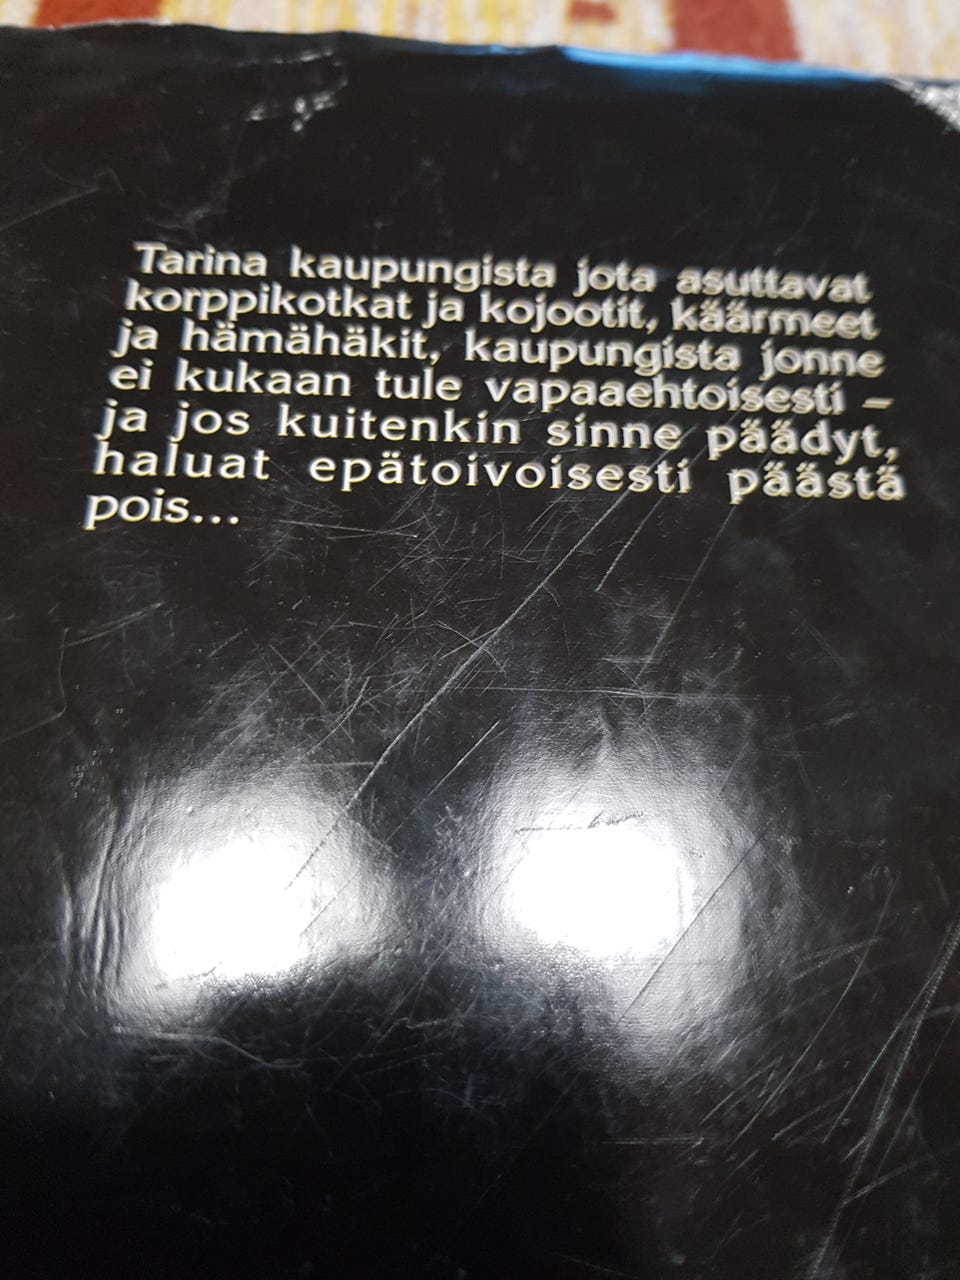 Tarina kaupungista jota asuttavat
korppikotkat ja kojootit, käärmeet
ja hämähäkit, kaupungista jonne
ei kukaan tule vapaaehtoisesti –
ja jos kuitenkin sinne päädyt,
haluat epätoivoisesti päästä
pois...